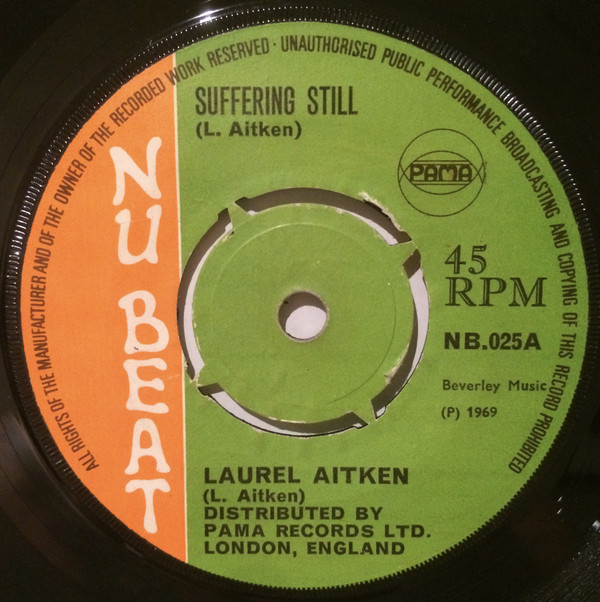 ALL RIGHTS OF THE MANUFACTURER AND OF THE OWNER OF THE RECORDED WORK RESERVED · UNAUTHORISED PUBLIC PERFORMANCE BROADCASTING AND COPYING OF THIS RECORD PROHIBITED
SUFFERING STILL
(L. Aitken)
PAMA
NU BEAT
45
RPM
NB.025A
Beverley Music
(P) 1969
LAUREL AITKEN
(L. Aitken)
DISTRIBUTED BY
PAMA RECORDS LTD.
LONDON, ENGLAND